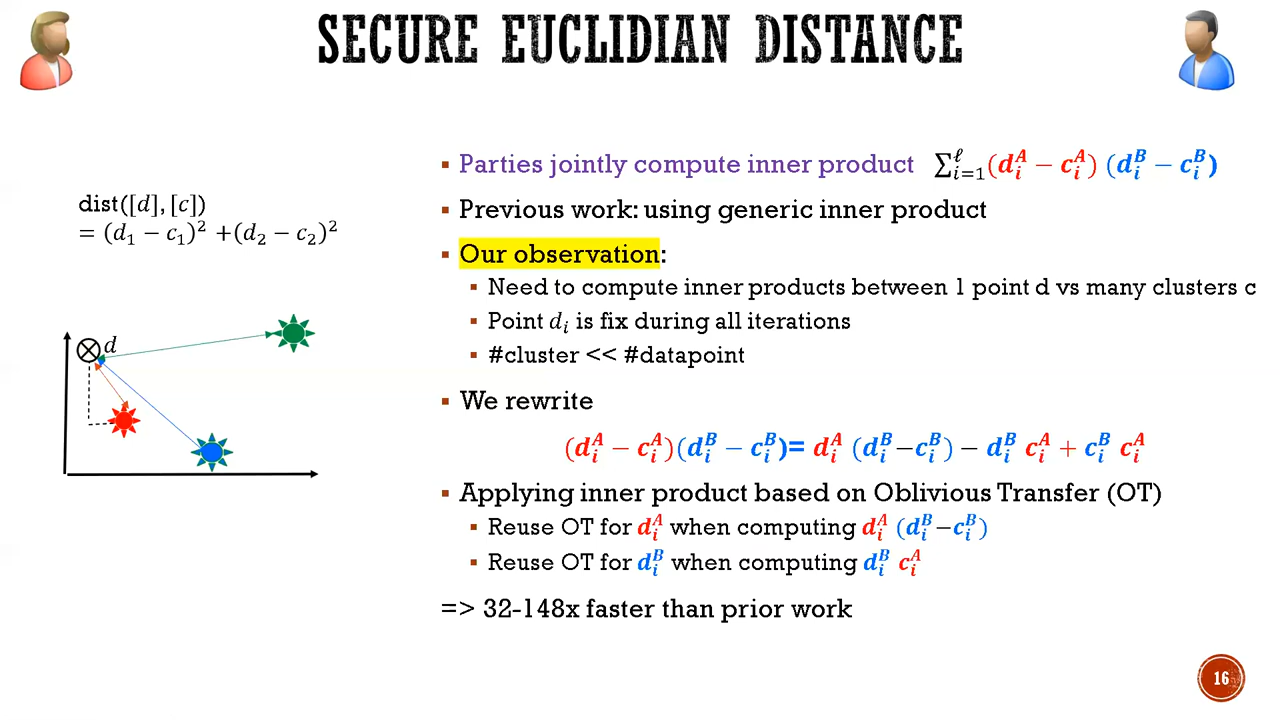 SECURE EUCLIDIAN DISTANCE
dist([d],[c])
= (d₁ − c₁)² +(d₂ − c₂)²
d
▪ Parties jointly compute inner product ∑ᵢ₌₁^ℓ (dᵢᴬ − cᵢᴬ) (dᵢᴮ − cᵢᴮ)
▪ Previous work: using generic inner product
▪ Our observation:
▪ Need to compute inner products between 1 point d vs many clusters c
▪ Point dᵢ is fix during all iterations
▪ #cluster << #datapoint
▪ We rewrite
(dᵢᴬ − cᵢᴬ)(dᵢᴮ − cᵢᴮ)= dᵢᴬ (dᵢᴮ−cᵢᴮ) − dᵢᴮ cᵢᴬ + cᵢᴮ cᵢᴬ
▪ Applying inner product based on Oblivious Transfer (OT)
▪ Reuse OT for dᵢᴬ when computing dᵢᴬ (dᵢᴮ−cᵢᴮ)
▪ Reuse OT for dᵢᴮ when computing dᵢᴮ cᵢᴬ
=> 32-148x faster than prior work
16